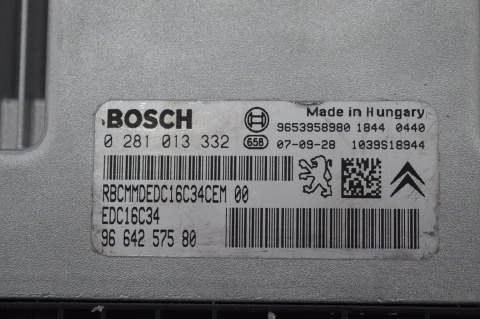 BOSCH Made in Hungary
9653958980 1844 0440
0 281 013 332 658 07-09-28 1039S18944
RBCMMDEDC16C34CEM 00
EDC16C34
96 642 575 80